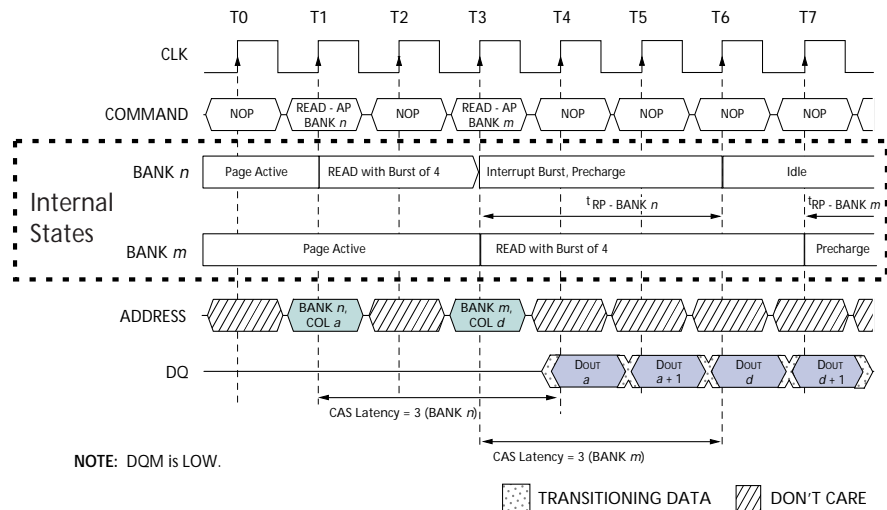 T0 T1 T2 T3 T4 T5 T6 T7
CLK
COMMAND NOP READ - AP BANK n NOP READ - AP BANK m NOP NOP NOP NOP
BANK n Page Active READ with Burst of 4 Interrupt Burst, Precharge Idle
Internal States
tRP - BANK n tRP - BANK m
BANK m Page Active READ with Burst of 4 Precharge
ADDRESS BANK n, COL a BANK m, COL d
DQ DOUT a DOUT a + 1 DOUT d DOUT d + 1
CAS Latency = 3 (BANK n)
CAS Latency = 3 (BANK m)
NOTE: DQM is LOW.
TRANSITIONING DATA DON'T CARE